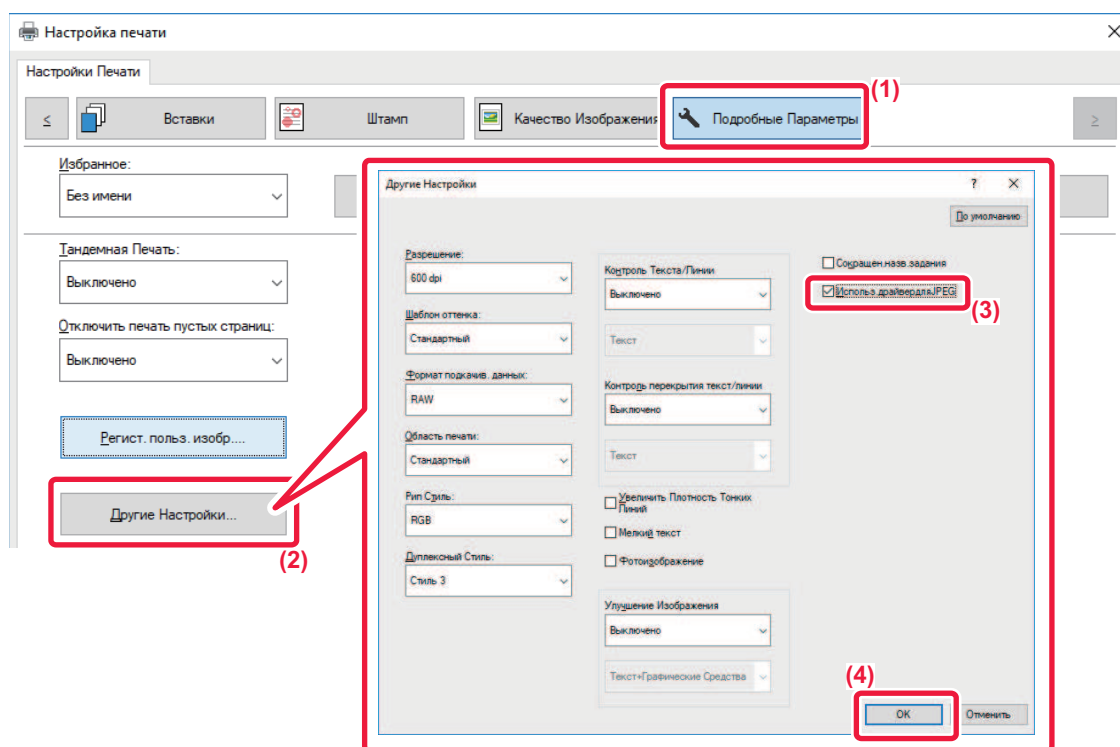 Настройка печати
Настройки Печати
(1)
<
Вставки
Штамп
Качество Изображения
Подробные Параметры
>
Избранное:
Без имени
Тандемная Печать:
Выключено
Отключить печать пустых страниц:
Выключено
Регист. польз. изобр....
Другие Настройки...
(2)
Другие Настройки
?
По умолчанию
Разрешение:
600 dpi
Шаблон оттенка:
Стандартный
Формат подкачив. данных:
RAW
Область печати:
Стандартный
Рип Стиль:
RGB
Дуплексный Стиль:
Стиль 3
Контроль Текста/Линии
Выключено
Текст
Контроль перекрытия текст/линии
Выключено
Текст
Увеличить Плотность Тонких
Линий
Мелкий текст
Фотоизображение
Улучшение Изображения
Выключено
Текст+Графические Средства
Сокращен.назв.задания
Использ.драйвердляJPEG
(3)
(4)
OK
Отменить